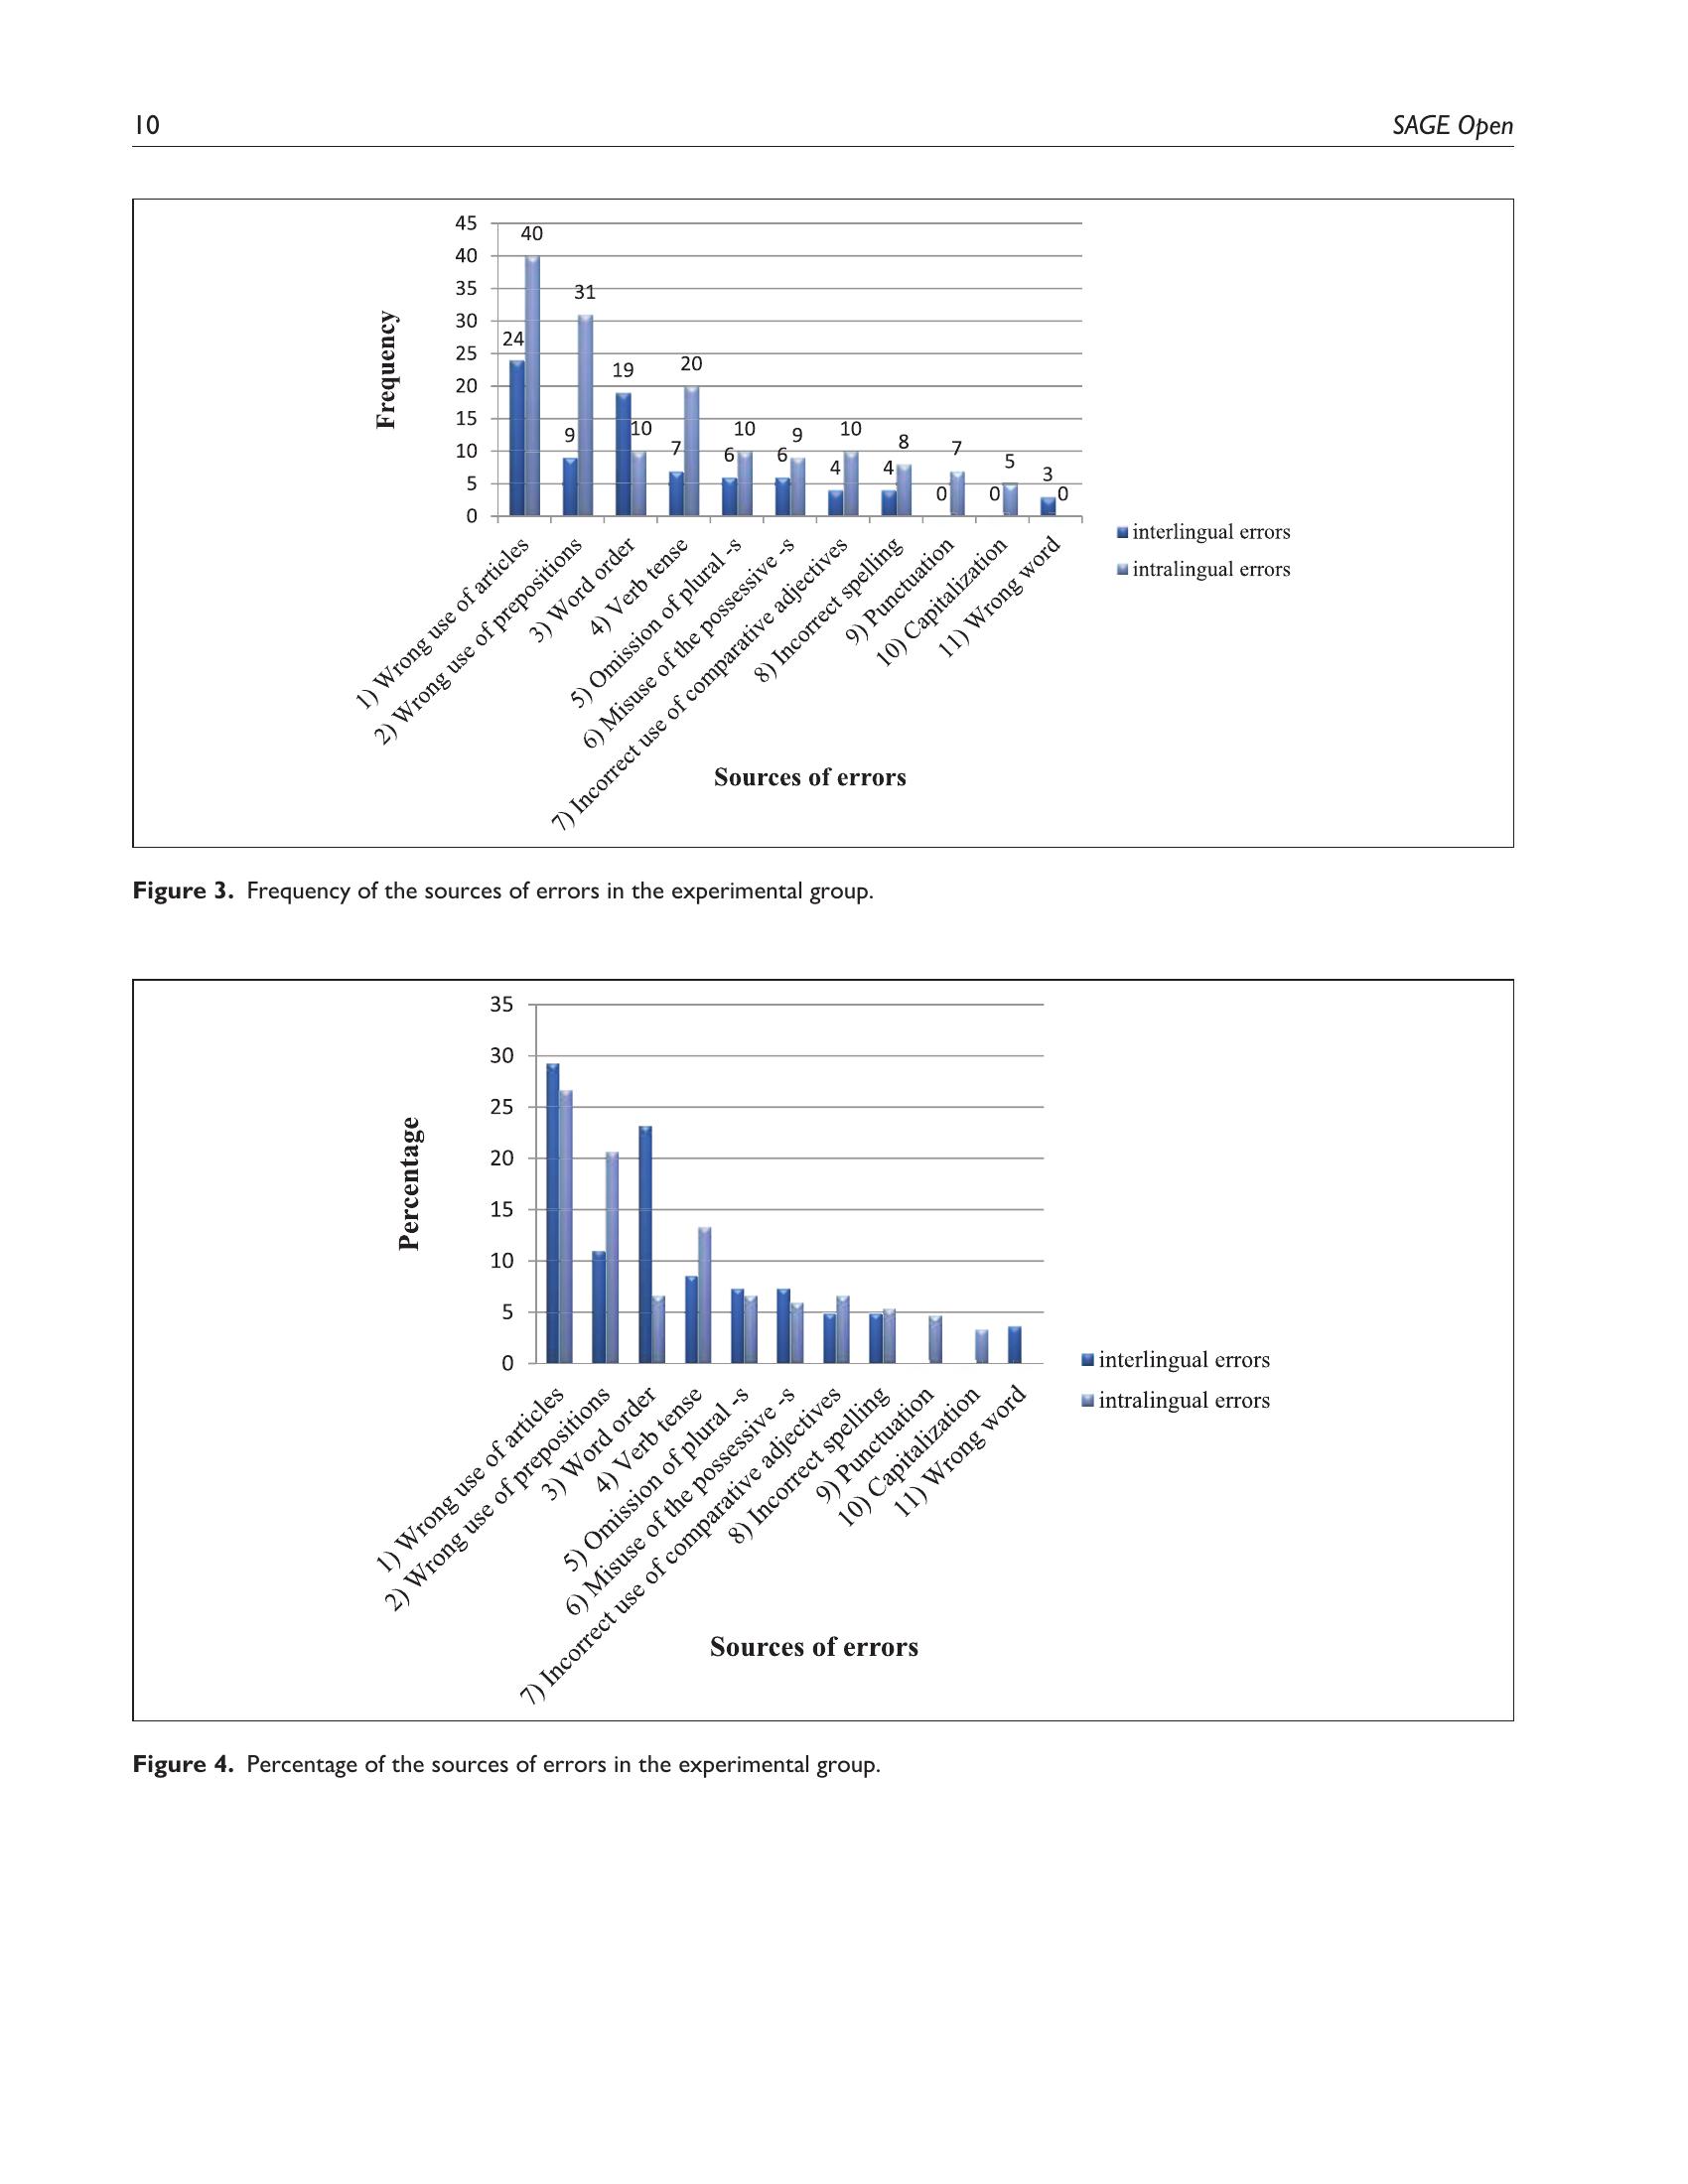 10
SAGE Open
45
40
35
30
25
20
15
10
5
0
Frequency
24
40
9
31
19
10
7
20
6
10
6
9
4
10
4
8
0
7
0
5
3
0
1) Wrong use of articles
2) Wrong use of prepositions
3) Word order
4) Verb tense
5) Omission of plural -s
6) Misuse of the possessive -s
7) Incorrect use of comparative adjectives
8) Incorrect spelling
9) Punctuation
10) Capitalization
11) Wrong word
interlingual errors
intralingual errors
Sources of errors
Figure 3. Frequency of the sources of errors in the experimental group.
35
30
25
20
15
10
5
0
Percentage
1) Wrong use of articles
2) Wrong use of prepositions
3) Word order
4) Verb tense
5) Omission of plural -s
6) Misuse of the possessive -s
7) Incorrect use of comparative adjectives
8) Incorrect spelling
9) Punctuation
10) Capitalization
11) Wrong word
interlingual errors
intralingual errors
Sources of errors
Figure 4. Percentage of the sources of errors in the experimental group.